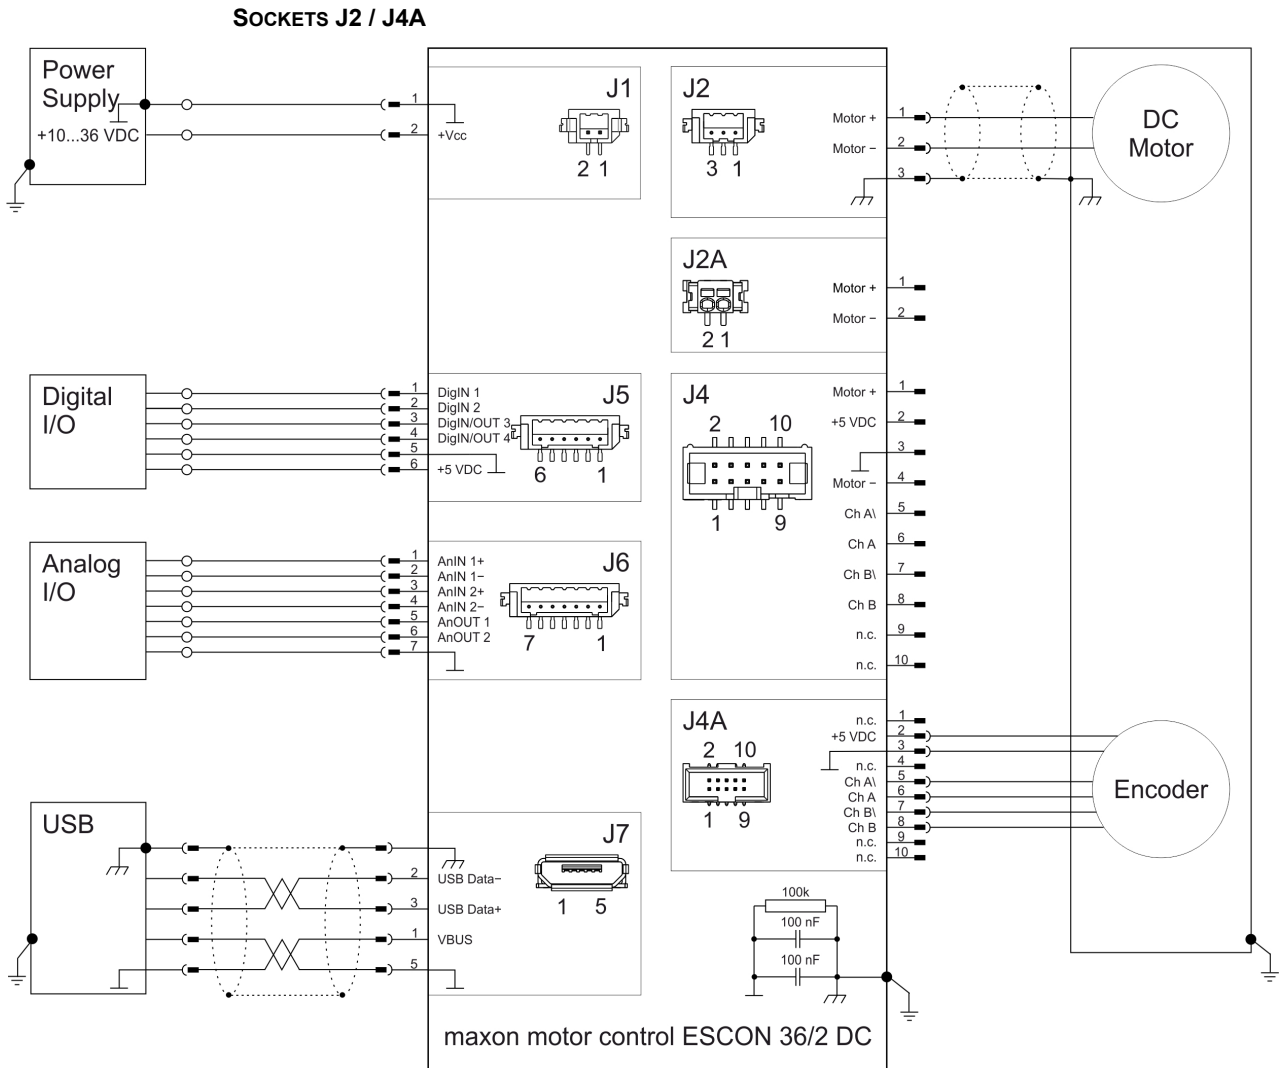 SOCKETS J2 / J4A
Power
Supply
+10...36 VDC
1
2
+Vcc
J1
2 1
J2
3 1
Motor +
Motor −
1
2
3
DC
Motor
J2A
2 1
Motor +
Motor −
1
2
Digital
I/O
1
2
3
4
5
6
DigIN 1
DigIN 2
DigIN/OUT 3
DigIN/OUT 4
+5 VDC
J5
6 1
J4
2 10
1 9
Motor +
+5 VDC
Motor −
Ch A\
Ch A
Ch B\
Ch B
n.c.
n.c.
1
2
3
4
5
6
7
8
9
10
Analog
I/O
1
2
3
4
5
6
7
AnIN 1+
AnIN 1−
AnIN 2+
AnIN 2−
AnOUT 1
AnOUT 2
J6
7 1
J4A
2 10
1 9
n.c.
+5 VDC
n.c.
Ch A\
Ch A
Ch B\
Ch B
n.c.
n.c.
1
2
3
4
5
6
7
8
9
10
Encoder
USB
2
3
1
5
USB Data−
USB Data+
VBUS
J7
1 5
100k
100 nF
100 nF
maxon motor control ESCON 36/2 DC